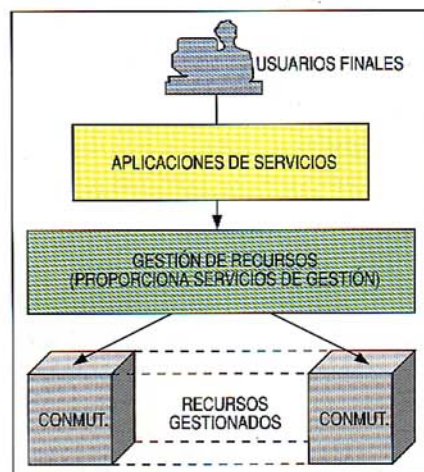 USUARIOS FINALES
APLICACIONES DE SERVICIOS
GESTIÓN DE RECURSOS
(PROPORCIONA SERVICIOS DE GESTIÓN)
CONMUT.
RECURSOS
GESTIONADOS
CONMUT.